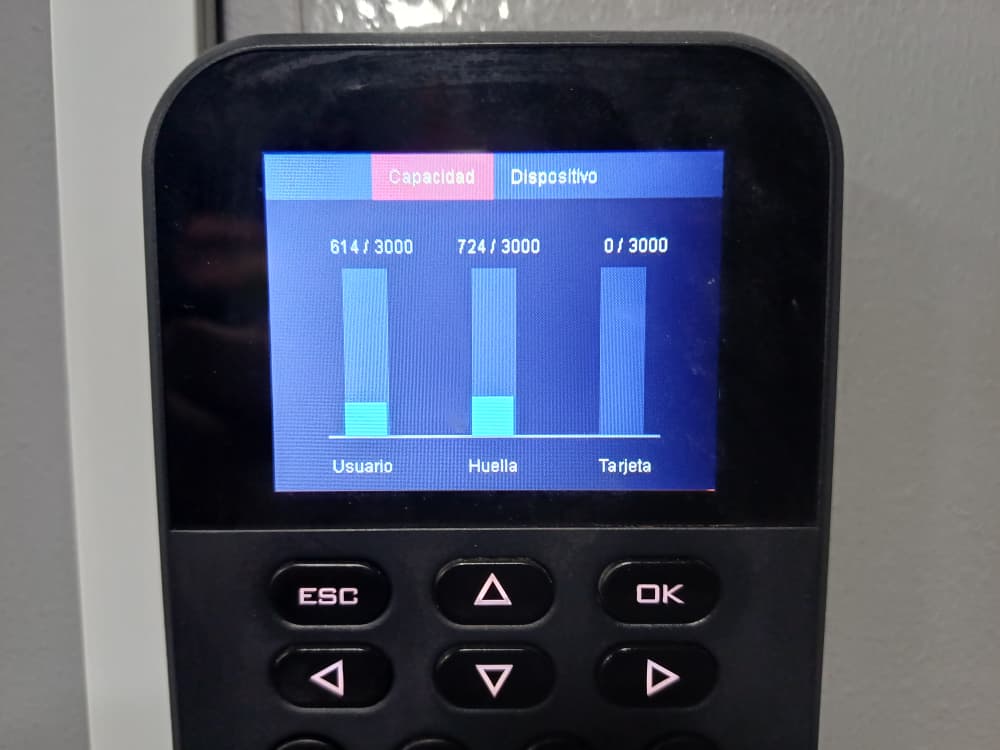 Capacidad Dispositivo
614 / 3000 724 / 3000 0 / 3000
Usuario Huella Tarjeta
ESC OK